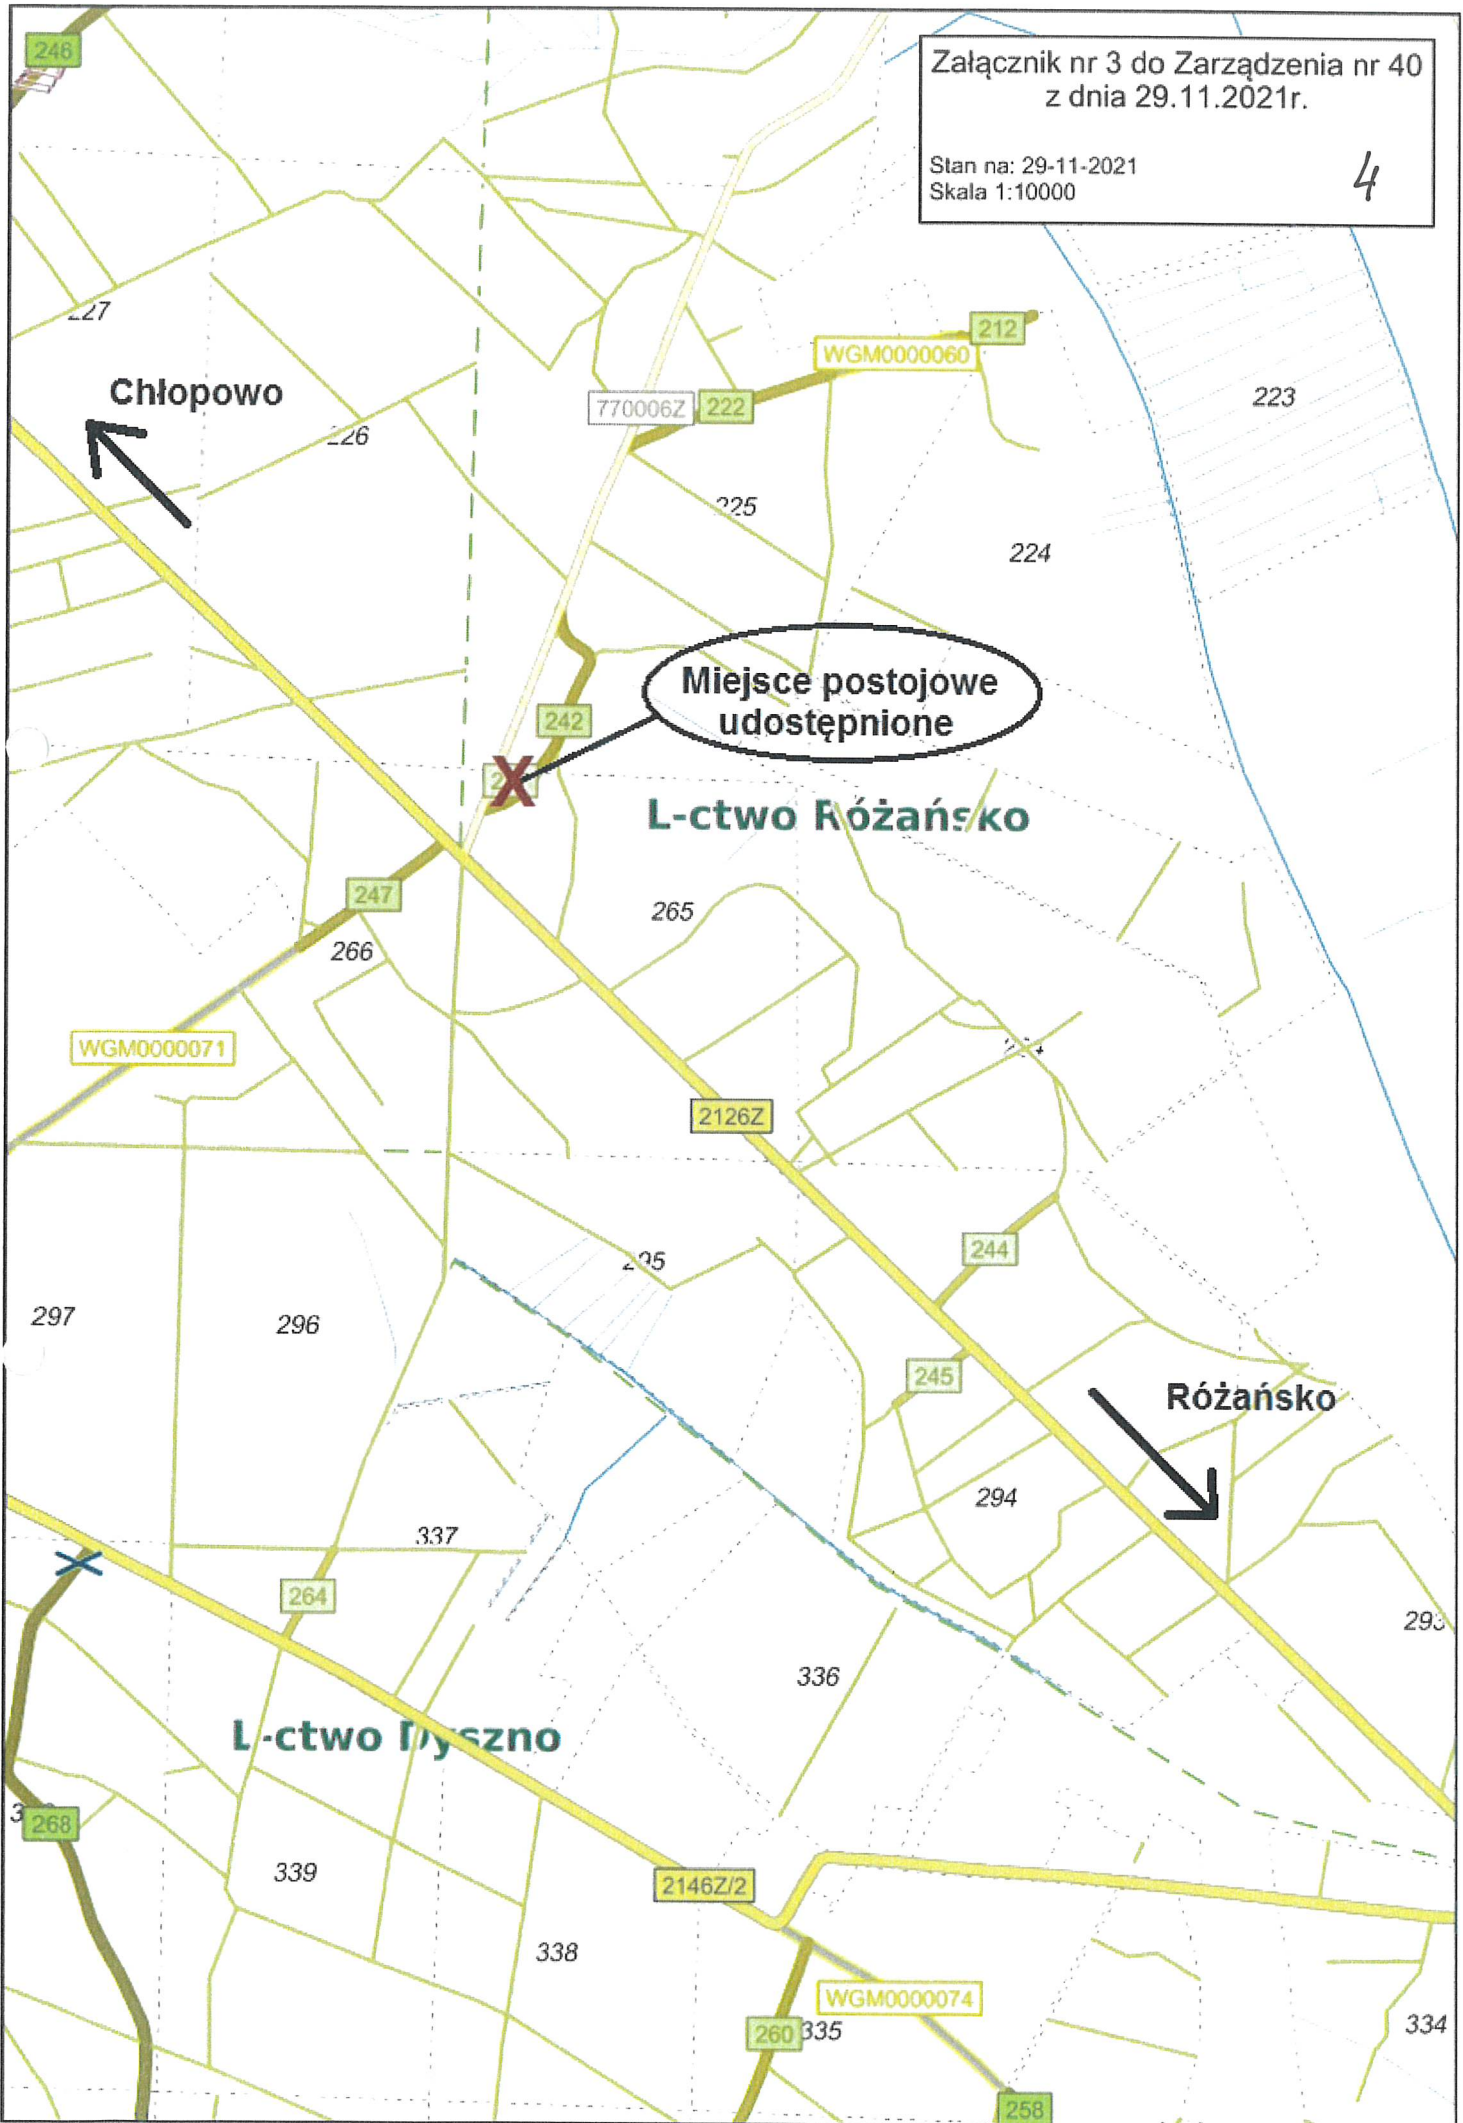 246
Załącznik nr 3 do Zarządzenia nr 40
z dnia 29.11.2021r.
Stan na: 29-11-2021
Skala 1:10000
4
212
WGM0000060
Chłopowo
770006Z
222
223
226
225
224
Miejsce postojowe
udostępnione
242
X
L-ctwo Różańsko
247
265
266
WGM0000071
2126Z
244
295
297
296
245
Różańsko
294
337
264
293
336
L-ctwo Dyszno
268
339
2146Z/2
338
WGM0000074
260
335
334
258